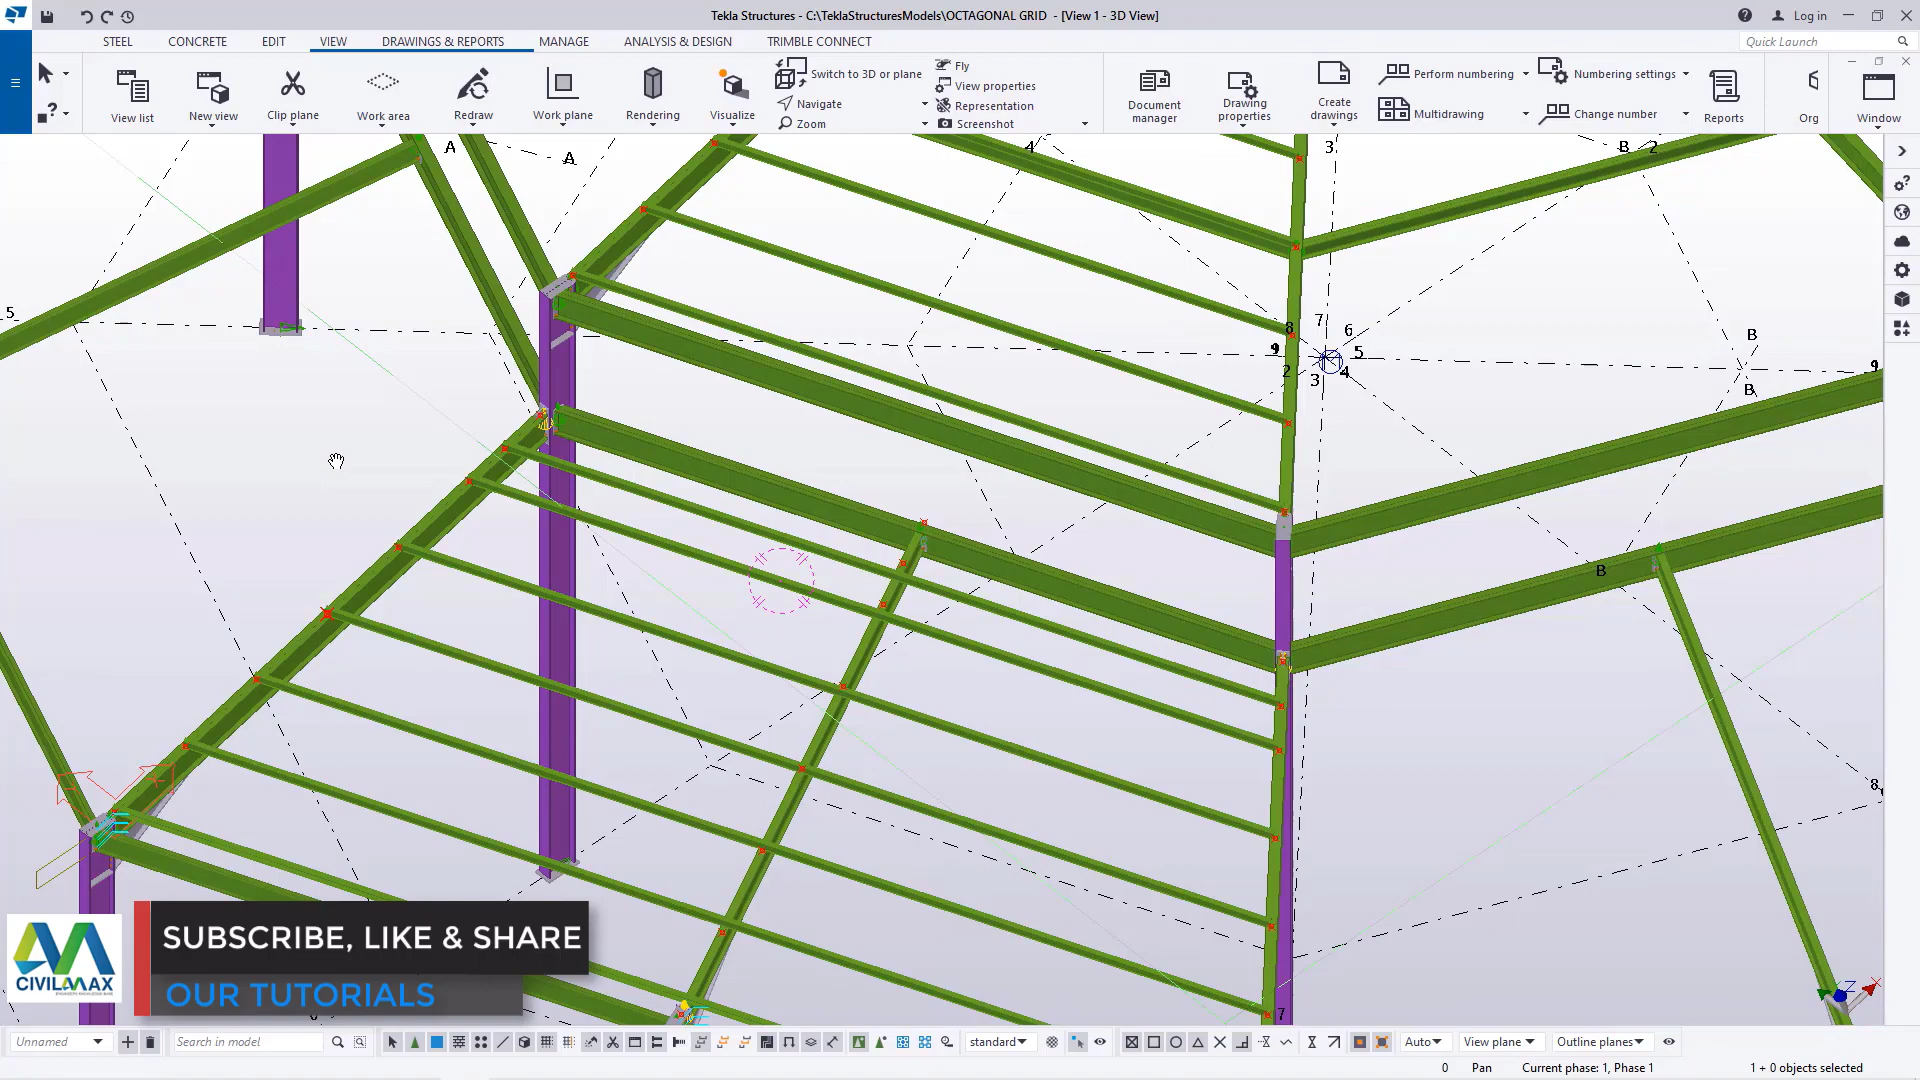 Tekla Structures - C:\TeklaStructuresModels\OCTAGONAL GRID - [View 1 - 3D View]
Log in
STEEL CONCRETE EDIT VIEW DRAWINGS & REPORTS MANAGE ANALYSIS & DESIGN TRIMBLE CONNECT
Quick Launch
View list
New view
Clip plane
Work area
Redraw
Work plane
Rendering
Visualize
Switch to 3D or plane
Navigate
Zoom
Fly
View properties
Representation
Screenshot
Document manager
Drawing properties
Create drawings
Perform numbering
Multidrawing
Numbering settings
Change number
Reports
Org
Window
A
A
4
3
B
2
5
8
7
6
9
5
2
3
4
B
B
9
B
8
7
Z
SUBSCRIBE, LIKE & SHARE
OUR TUTORIALS
CIVILMAX
Unnamed
Search in model
standard
Auto
View plane
Outline planes
0
Pan
Current phase: 1, Phase 1
1 + 0 objects selected